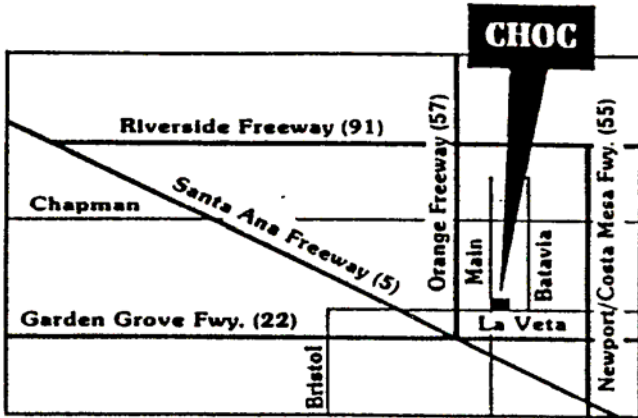 CHOC
Riverside Freeway (91)
Orange Freeway (57)
Newport/Costa Mesa Fwy. (55)
Chapman
Santa Ana Freeway (5)
Main
Batavia
Garden Grove Fwy. (22)
La Veta
Bristol